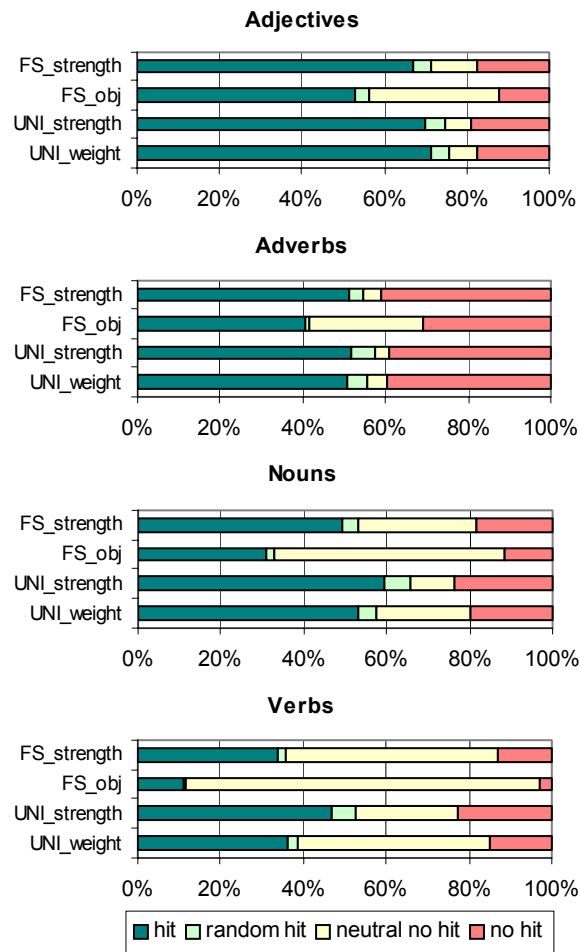 Adjectives
FS_strength
FS_obj
UNI_strength
UNI_weight
0% 20% 40% 60% 80% 100%
Adverbs
FS_strength
FS_obj
UNI_strength
UNI_weight
0% 20% 40% 60% 80% 100%
Nouns
FS_strength
FS_obj
UNI_strength
UNI_weight
0% 20% 40% 60% 80% 100%
Verbs
FS_strength
FS_obj
UNI_strength
UNI_weight
0% 20% 40% 60% 80% 100%
hit random hit neutral no hit no hit